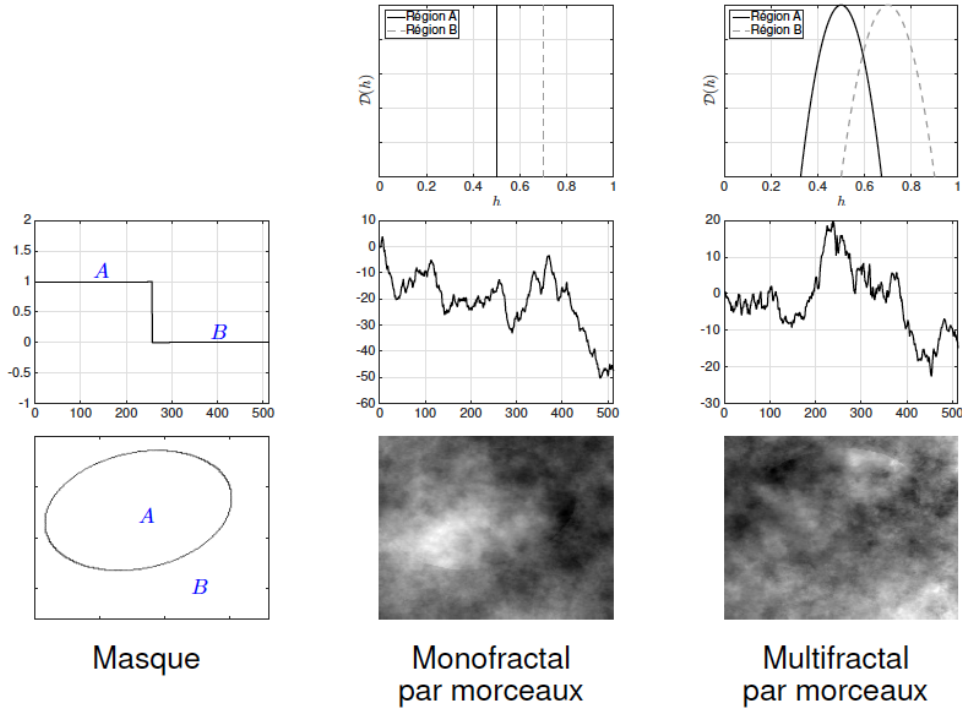 Région A
Région B
𝒟(h)
0 0.2 0.4 0.6 0.8 1
h
Région A
Région B
𝒟(h)
0 0.2 0.4 0.6 0.8 1
h
2
1.5
1
0.5
0
-0.5
-1
A
B
0 100 200 300 400 500
10
0
-10
-20
-30
-40
-50
-60
0 100 200 300 400 500
20
10
0
-10
-20
-30
0 100 200 300 400 500
A
B
Masque
Monofractal
par morceaux
Multifractal
par morceaux